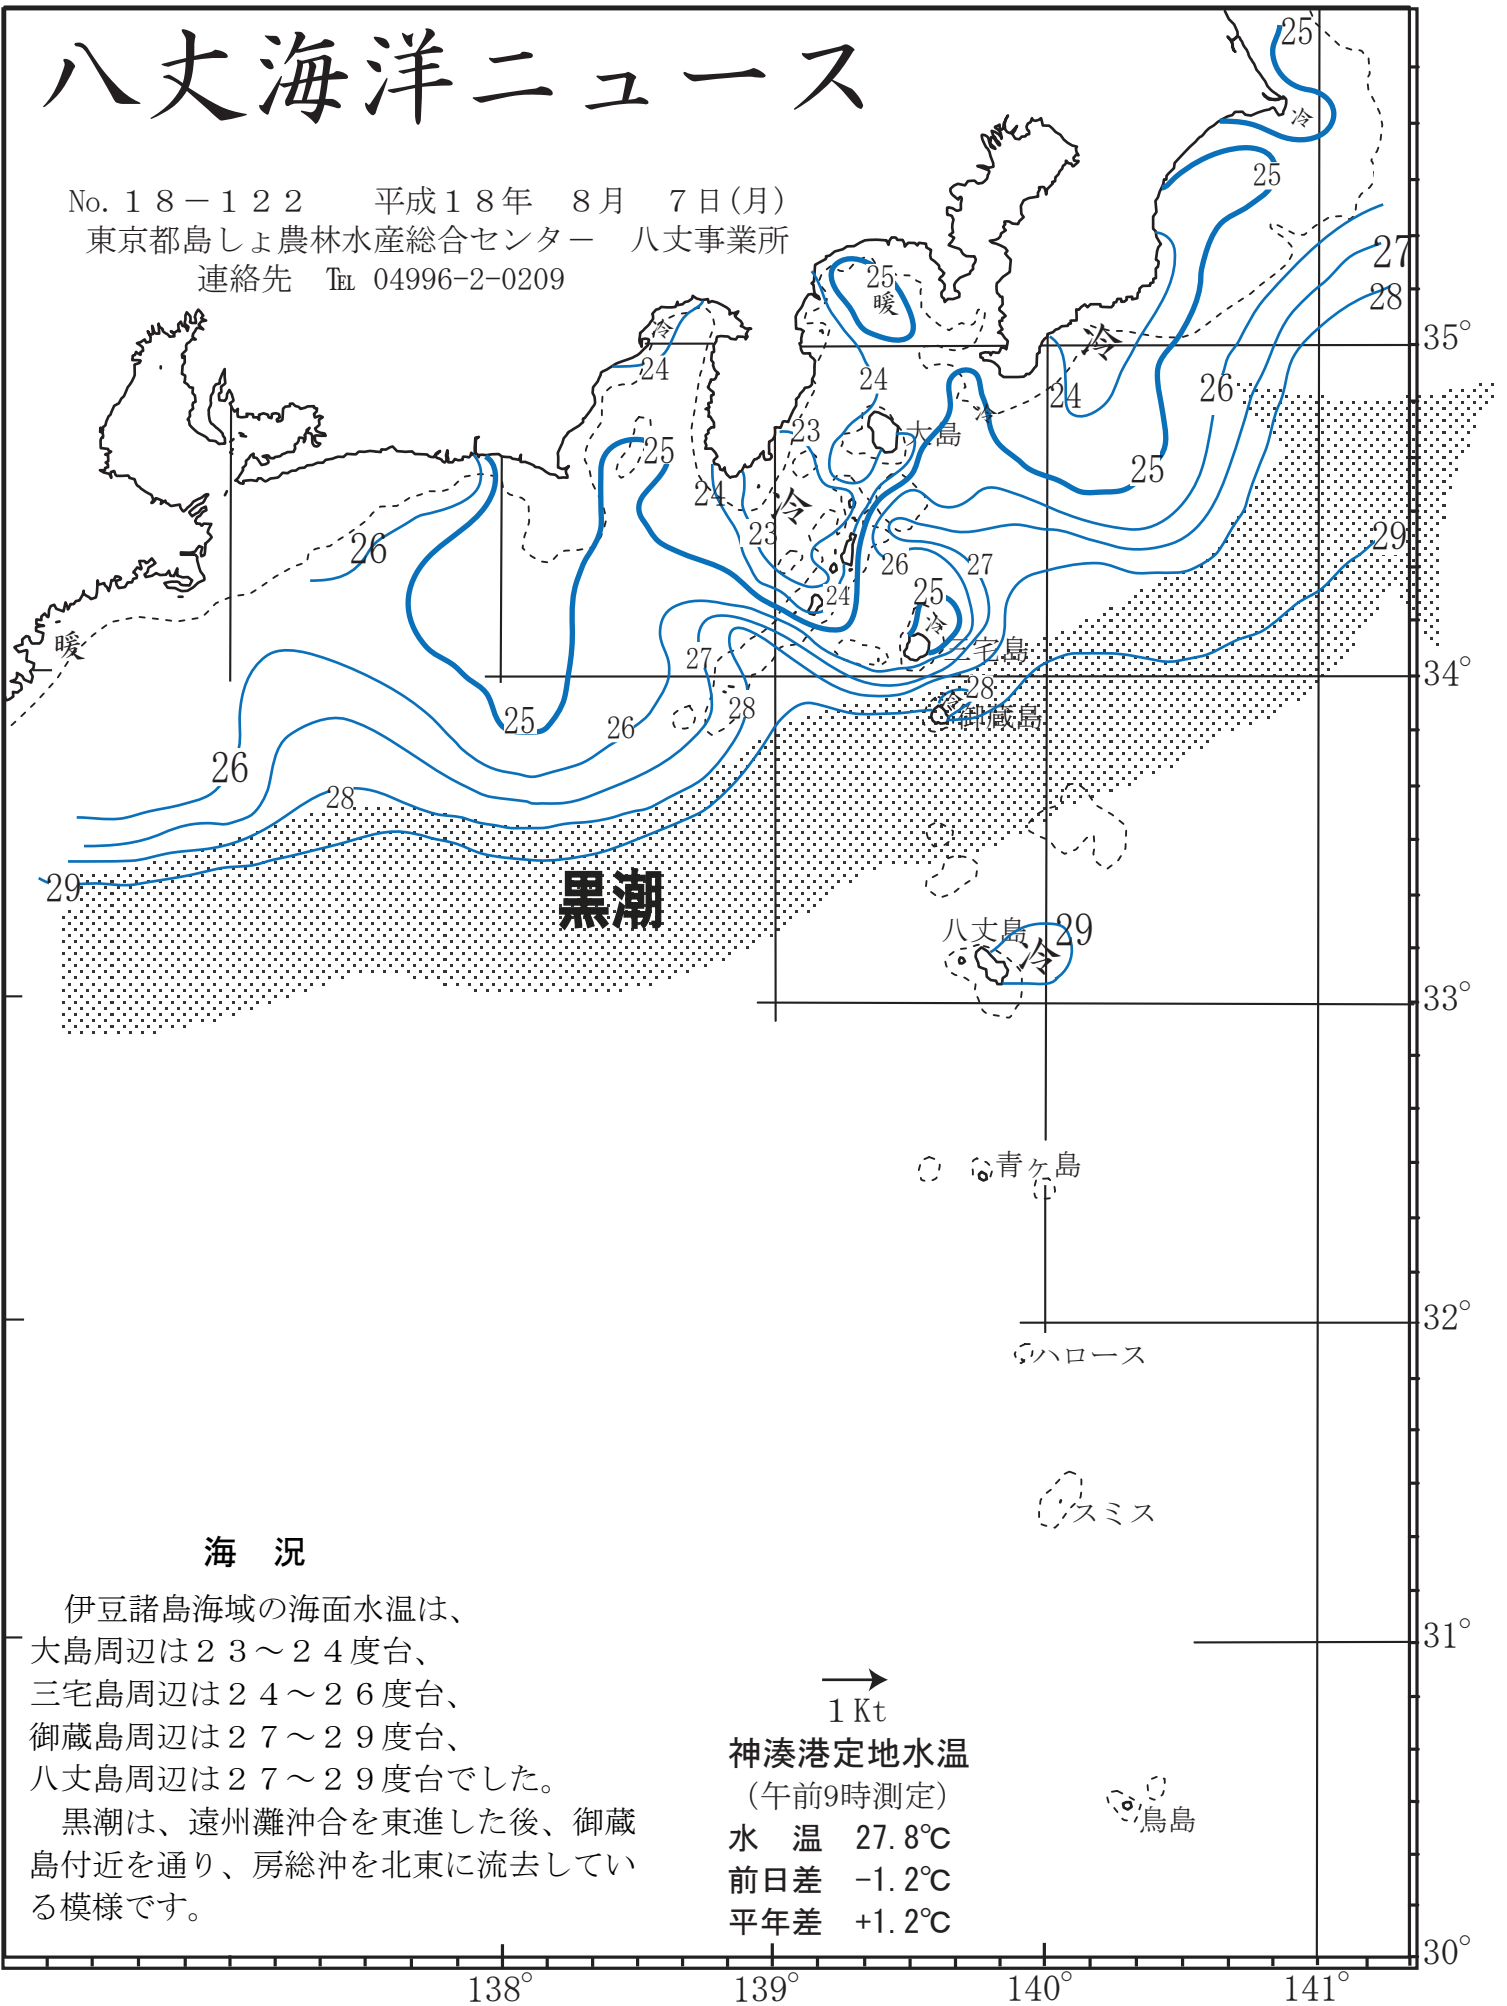 八丈海洋ニュース
No.１８－１２２　　平成１８年　８月　７日(月)
東京都島しょ農林水産総合センター　八丈事業所
連絡先　℡ 04996-2-0209
25
冷
25
27
28
35°
25
暖
冷
24
24
冷
24
26
冷
23
大島
25
25
24
冷
23
26
26
27
29
24
25
冷
暖
三宅島
27
34°
28
冷
御蔵島
28
25
26
26
28
29
黒潮
八丈島
冷
29
33°
青ヶ島
32°
ハロース
スミス
31°
鳥島
30°
海　況
伊豆諸島海域の海面水温は、
大島周辺は２３～２４度台、
三宅島周辺は２４～２６度台、
御蔵島周辺は２７～２９度台、
八丈島周辺は２７～２９度台でした。
黒潮は、遠州灘沖合を東進した後、御蔵
島付近を通り、房総沖を北東に流去してい
る模様です。
1 Kt
神湊港定地水温
（午前9時測定）
水　温　27.8℃
前日差　-1.2℃
平年差　+1.2℃
138°
139°
140°
141°